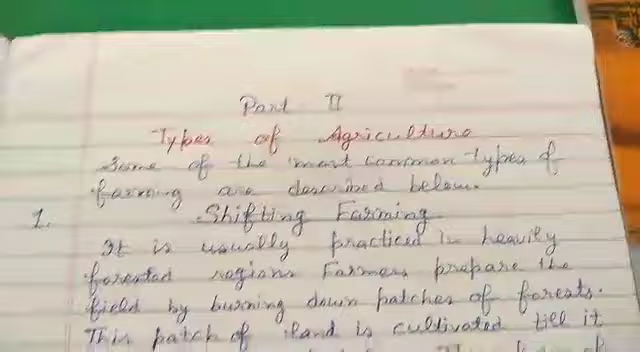 Part II
Types of Agriculture
Some of the most common types of
farming are described below.
1. Shifting Farming
It is usually practiced in heavily
forested regions Farmers prepare the
field by burning down patches of forests.
This patch of land is cultivated till it